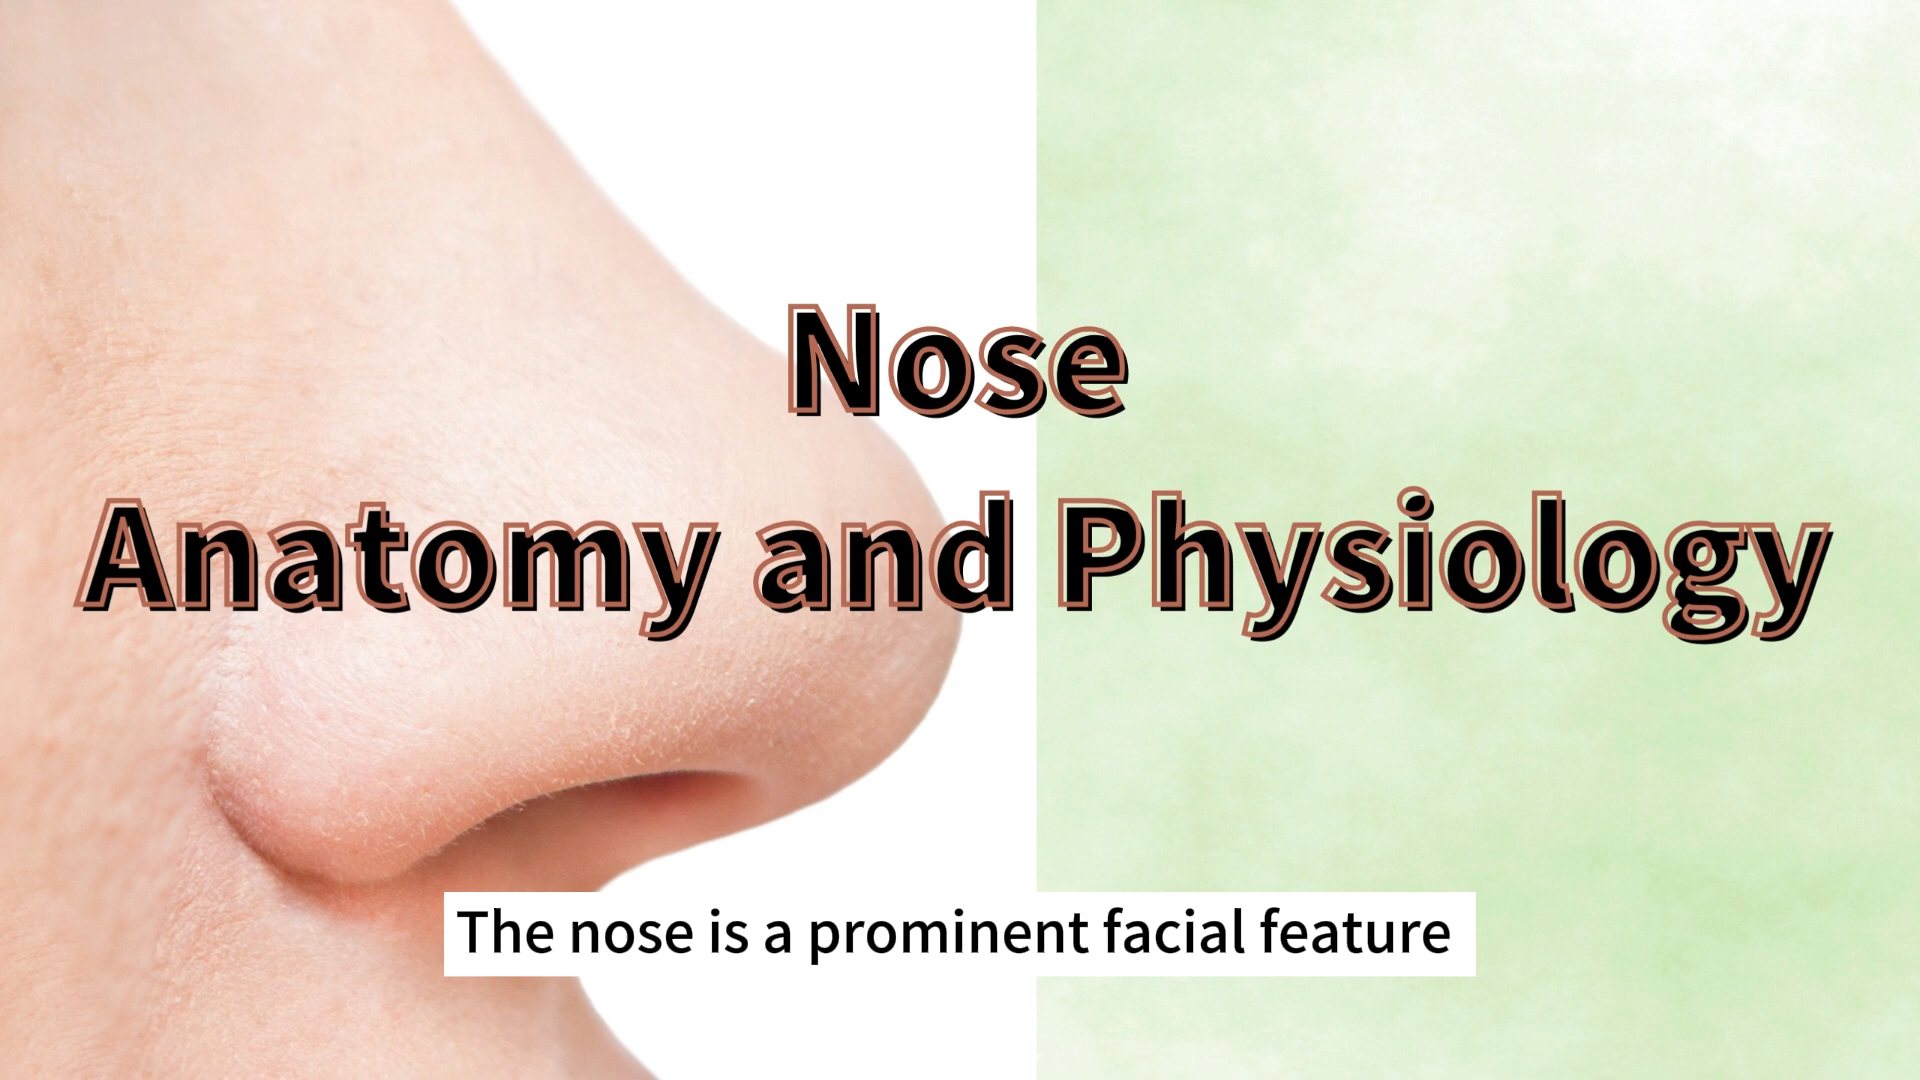 Nose
Anatomy and Physiology
The nose is a prominent facial feature